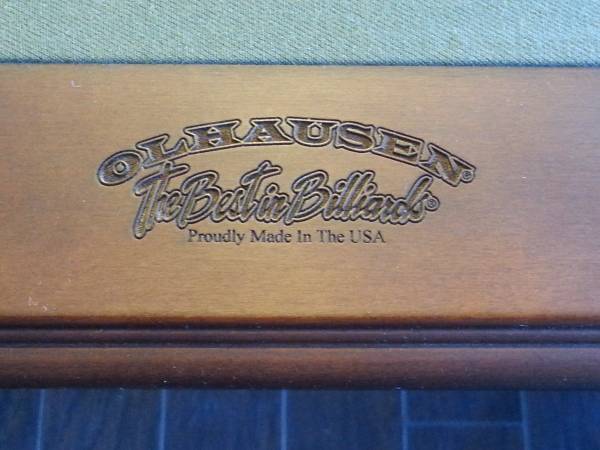 OLHAUSEN®
The Best in Billiards®
Proudly Made In The USA